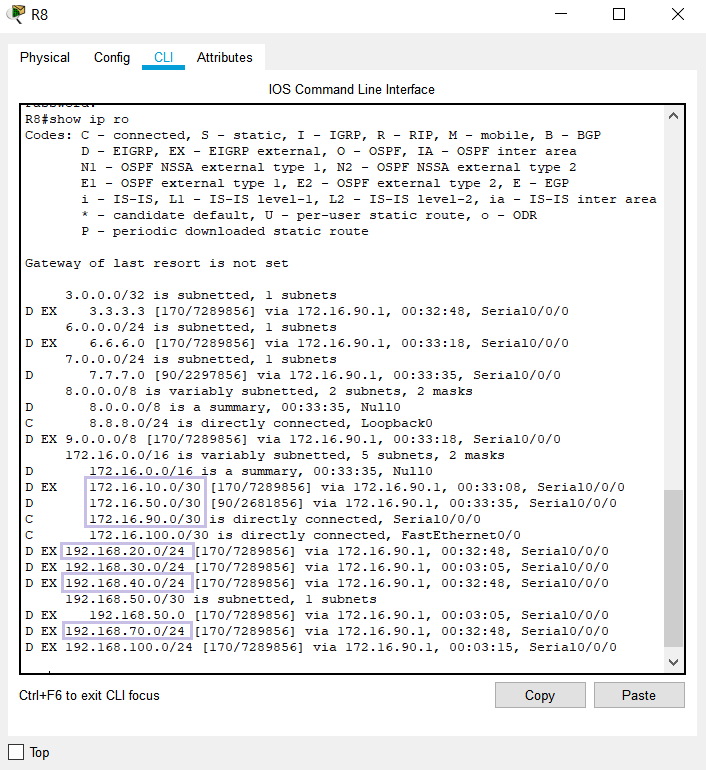 R8
Physical Config CLI Attributes
IOS Command Line Interface
Password:
R8#show ip ro
Codes: C - connected, S - static, I - IGRP, R - RIP, M - mobile, B - BGP
D - EIGRP, EX - EIGRP external, O - OSPF, IA - OSPF inter area
N1 - OSPF NSSA external type 1, N2 - OSPF NSSA external type 2
E1 - OSPF external type 1, E2 - OSPF external type 2, E - EGP
i - IS-IS, L1 - IS-IS level-1, L2 - IS-IS level-2, ia - IS-IS inter area
* - candidate default, U - per-user static route, o - ODR
P - periodic downloaded static route
Gateway of last resort is not set
3.0.0.0/32 is subnetted, 1 subnets
D EX 3.3.3.3 [170/7289856] via 172.16.90.1, 00:32:48, Serial0/0/0
6.0.0.0/24 is subnetted, 1 subnets
D EX 6.6.6.0 [170/7289856] via 172.16.90.1, 00:33:18, Serial0/0/0
7.0.0.0/24 is subnetted, 1 subnets
D 7.7.7.0 [90/2297856] via 172.16.90.1, 00:33:35, Serial0/0/0
8.0.0.0/8 is variably subnetted, 2 subnets, 2 masks
D 8.0.0.0/8 is a summary, 00:33:35, Null0
C 8.8.8.0/24 is directly connected, Loopback0
D EX 9.0.0.0/8 [170/7289856] via 172.16.90.1, 00:33:18, Serial0/0/0
172.16.0.0/16 is variably subnetted, 5 subnets, 2 masks
D 172.16.0.0/16 is a summary, 00:33:35, Null0
D EX 172.16.10.0/30 [170/7289856] via 172.16.90.1, 00:33:08, Serial0/0/0
D 172.16.50.0/30 [90/2681856] via 172.16.90.1, 00:33:35, Serial0/0/0
C 172.16.90.0/30 is directly connected, Serial0/0/0
C 172.16.100.0/30 is directly connected, FastEthernet0/0
D EX 192.168.20.0/24 [170/7289856] via 172.16.90.1, 00:32:48, Serial0/0/0
D EX 192.168.30.0/24 [170/7289856] via 172.16.90.1, 00:03:05, Serial0/0/0
D EX 192.168.40.0/24 [170/7289856] via 172.16.90.1, 00:32:48, Serial0/0/0
192.168.50.0/30 is subnetted, 1 subnets
D EX 192.168.50.0 [170/7289856] via 172.16.90.1, 00:03:05, Serial0/0/0
D EX 192.168.70.0/24 [170/7289856] via 172.16.90.1, 00:32:48, Serial0/0/0
D EX 192.168.100.0/24 [170/7289856] via 172.16.90.1, 00:03:15, Serial0/0/0
Ctrl+F6 to exit CLI focus
Copy Paste
Top